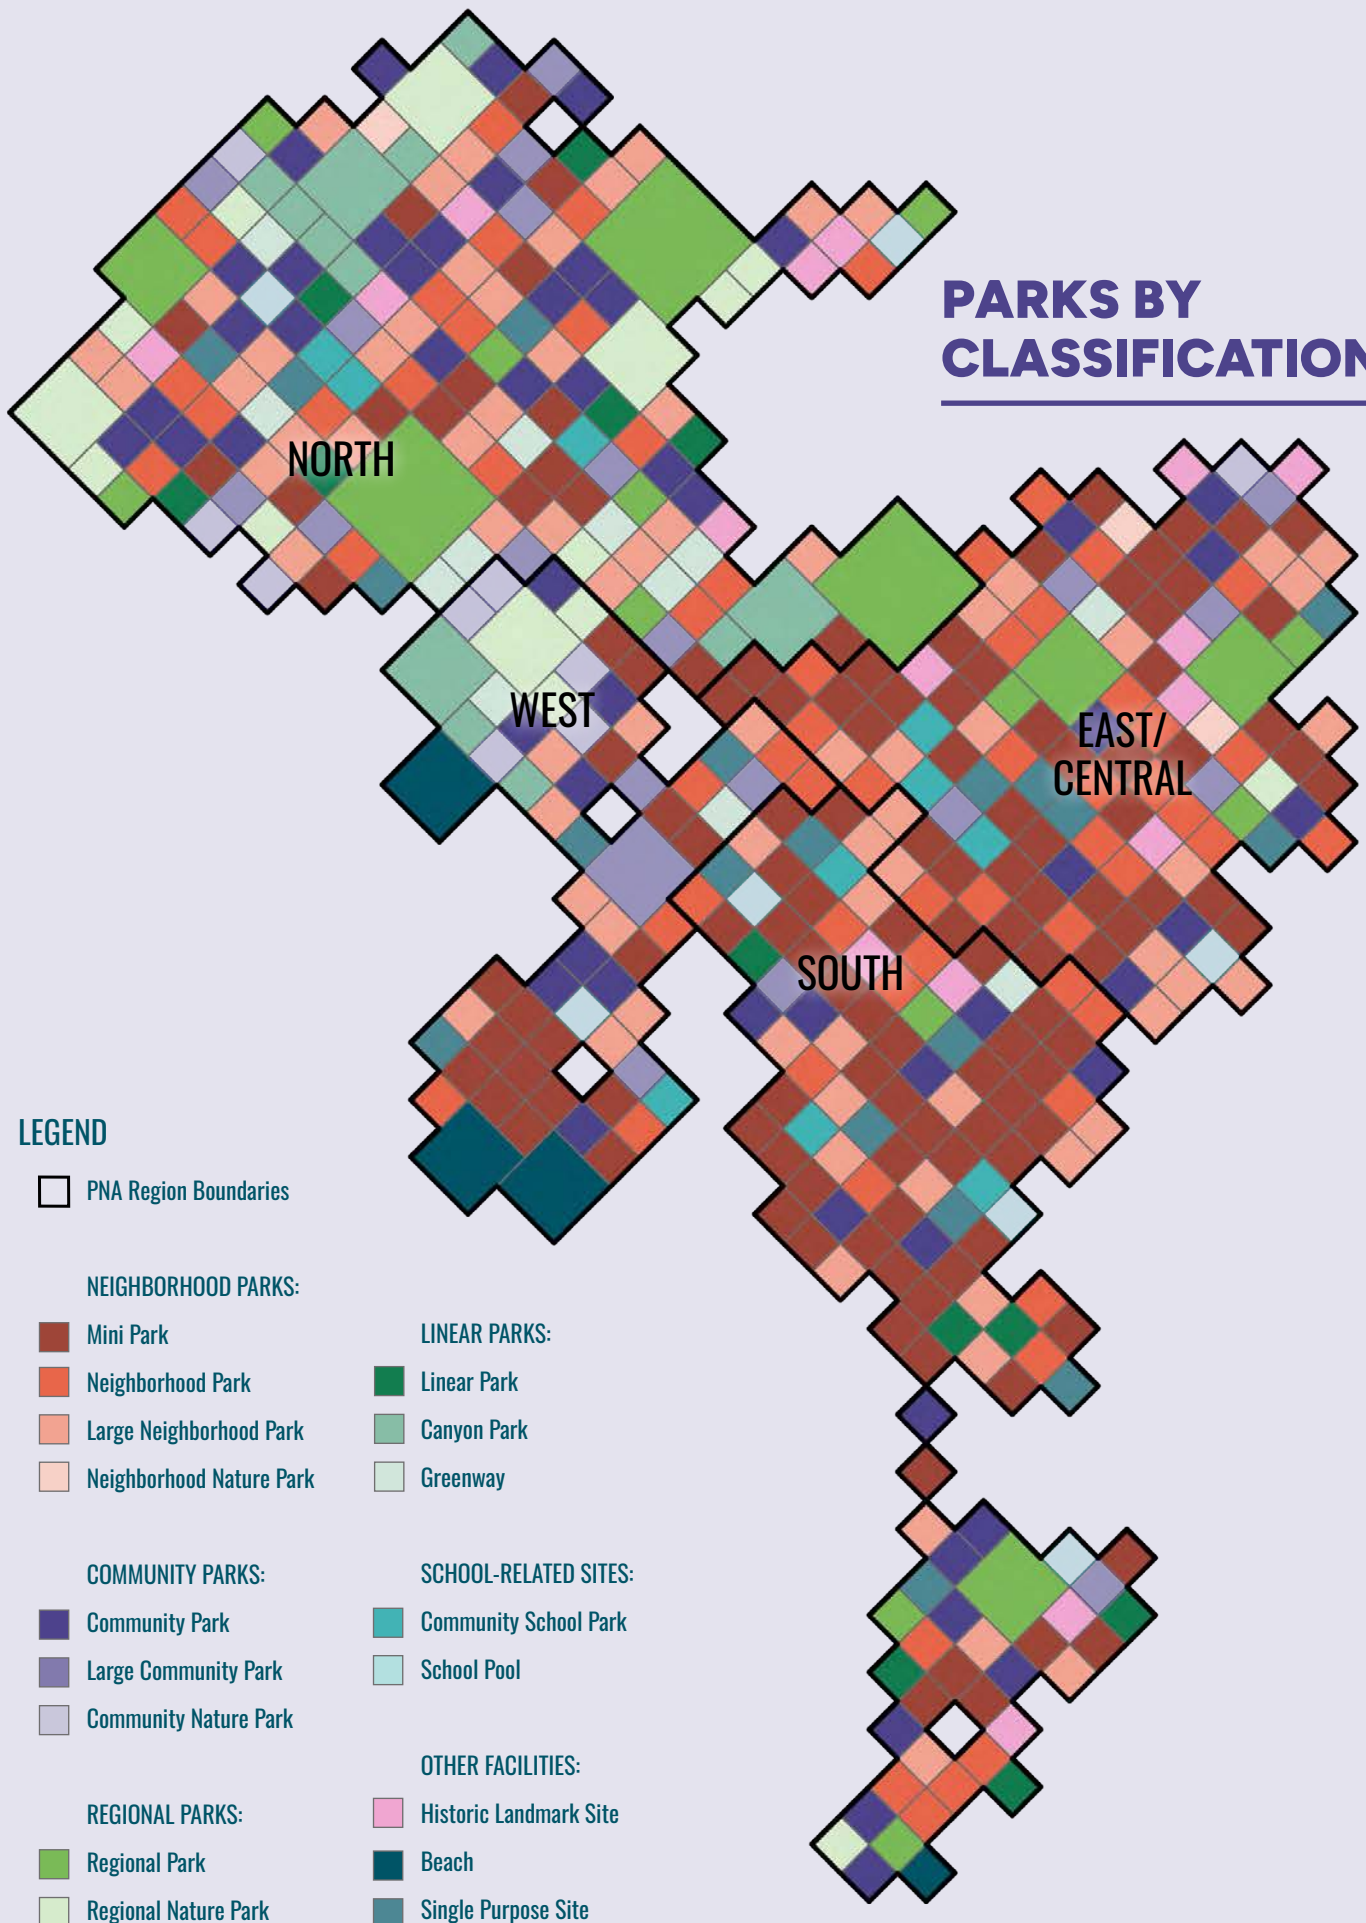 PARKS BY
CLASSIFICATION
NORTH
WEST
EAST/
CENTRAL
SOUTH
LEGEND
PNA Region Boundaries
NEIGHBORHOOD PARKS:
Mini Park
Neighborhood Park
Large Neighborhood Park
Neighborhood Nature Park
COMMUNITY PARKS:
Community Park
Large Community Park
Community Nature Park
REGIONAL PARKS:
Regional Park
Regional Nature Park
LINEAR PARKS:
Linear Park
Canyon Park
Greenway
SCHOOL-RELATED SITES:
Community School Park
School Pool
OTHER FACILITIES:
Historic Landmark Site
Beach
Single Purpose Site